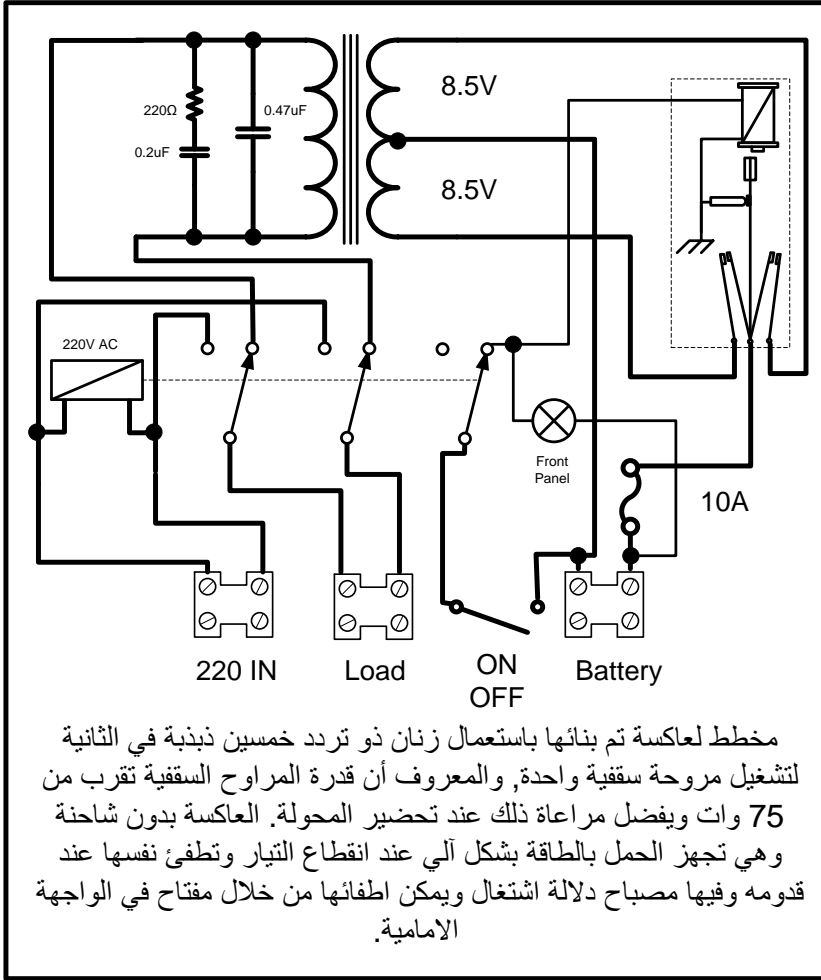 8.5V
220Ω
0.47uF
0.2uF
8.5V
220V AC
Front
Panel
10A
220 IN
Load
ON
OFF
Battery
مخطط لعاكسة تم بنائها باستعمال زنان ذو تردد خمسين ذبذبة في الثانية
لتشغيل مروحة سقفية واحدة, والمعروف أن قدرة المراوح السقفية تقرب من
75 وات ويفضل مراعاة ذلك عند تحضير المحولة. العاكسة بدون شاحنة
وهي تجهز الحمل بالطاقة بشكل آلي عند انقطاع التيار وتطفئ نفسها عند
قدومه وفيها مصباح دلالة اشتغال ويمكن اطفائها من خلال مفتاح في الواجهة
الامامية.